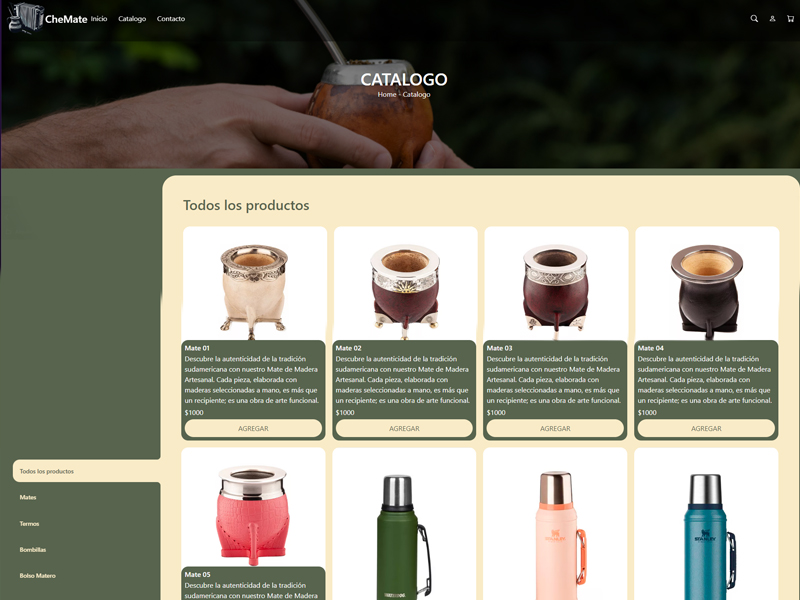 CheMate Inicio Catalogo Contacto
CATALOGO
Home - Catalogo
Todos los productos
Mate 01
Descubre la autenticidad de la tradición
sudamericana con nuestro Mate de Madera
Artesanal. Cada pieza, elaborada con
maderas seleccionadas a mano, es más que
un recipiente; es una obra de arte funcional.
$1000
AGREGAR
Mate 02
Descubre la autenticidad de la tradición
sudamericana con nuestro Mate de Madera
Artesanal. Cada pieza, elaborada con
maderas seleccionadas a mano, es más que
un recipiente; es una obra de arte funcional.
$1000
AGREGAR
Mate 03
Descubre la autenticidad de la tradición
sudamericana con nuestro Mate de Madera
Artesanal. Cada pieza, elaborada con
maderas seleccionadas a mano, es más que
un recipiente; es una obra de arte funcional.
$1000
AGREGAR
Mate 04
Descubre la autenticidad de la tradición
sudamericana con nuestro Mate de Madera
Artesanal. Cada pieza, elaborada con
maderas seleccionadas a mano, es más que
un recipiente; es una obra de arte funcional.
$1000
AGREGAR
Todos los productos
Mates
Termos
Bombillas
Bolso Matero
Mate 05
Descubre la autenticidad de la tradición
sudamericana con nuestro Mate de Madera
STANLEY
STANLEY